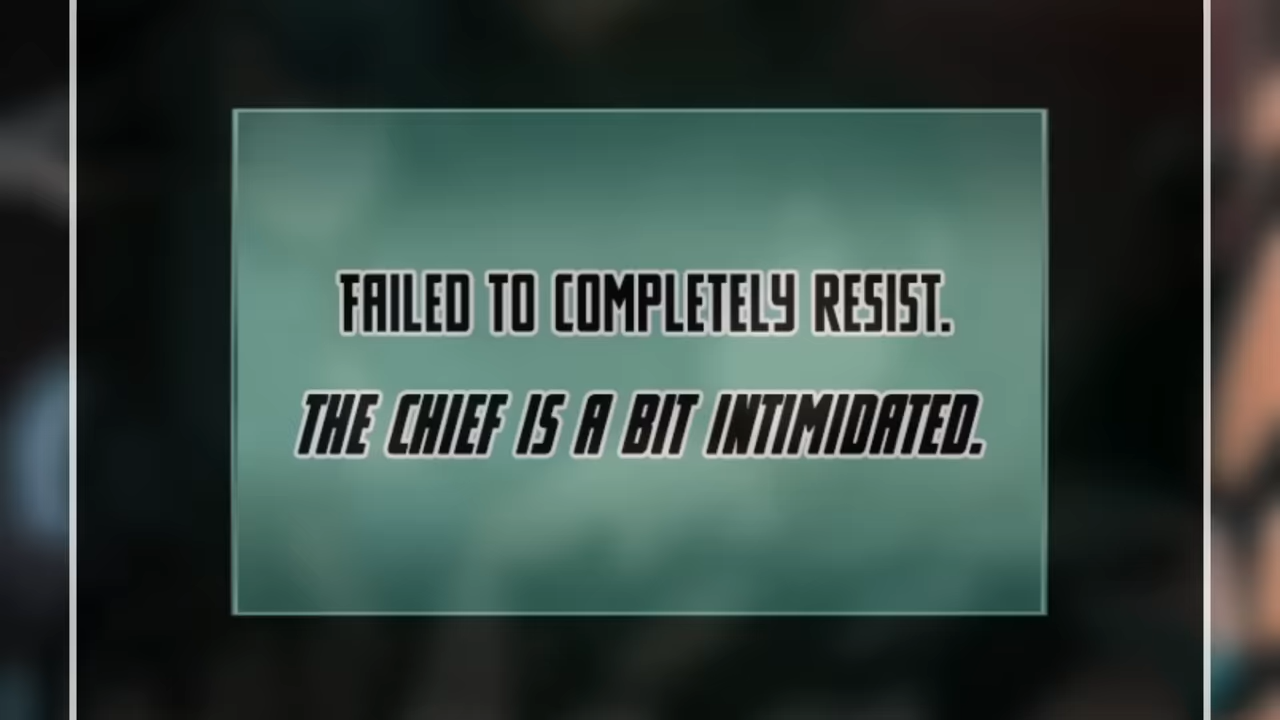 FAILED TO COMPLETELY RESIST.
THE CHIEF IS A BIT INTIMIDATED.